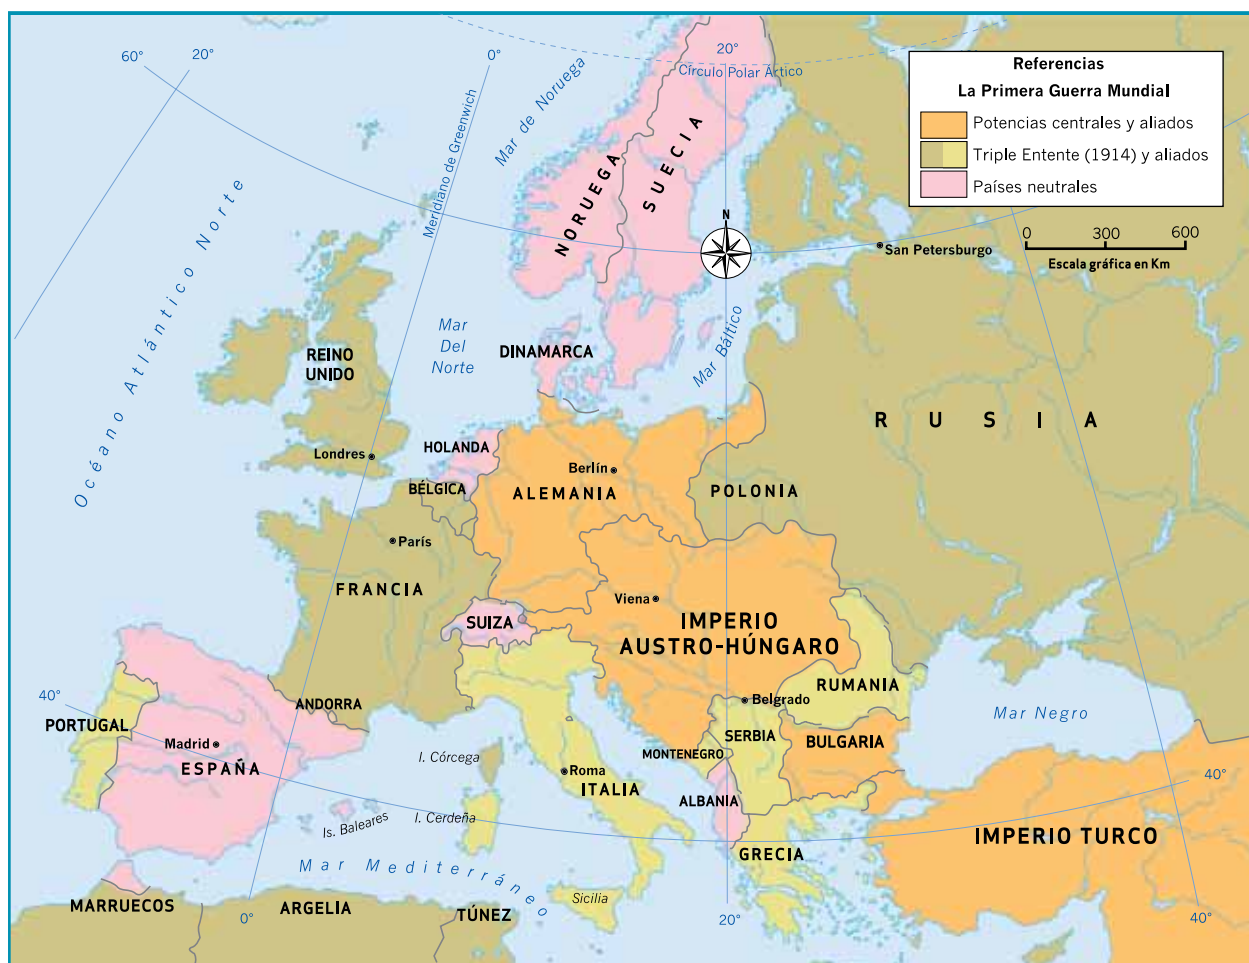 Referencias
La Primera Guerra Mundial
Potencias centrales y aliados
Triple Entente (1914) y aliados
Países neutrales
0 300 600
Escala gráfica en Km
60° 20° 0° 20°
Círculo Polar Ártico
Mar de Noruega
Meridiano de Greenwich
Océano Atlántico Norte
NORUEGA
SUECIA
N
San Petersburgo
Mar
Del
Norte
DINAMARCA
Mar Báltico
REINO
UNIDO
Londres
HOLANDA
BÉLGICA
Berlín
ALEMANIA
POLONIA
RUSIA
París
FRANCIA
Viena
SUIZA
IMPERIO
AUSTRO-HÚNGARO
RUMANIA
Belgrado
SERBIA
BULGARIA
Mar Negro
MONTENEGRO
ALBANIA
GRECIA
IMPERIO TURCO
40°
40°
ANDORRA
PORTUGAL
Madrid
ESPAÑA
I. Córcega
Roma
ITALIA
Is. Baleares
I. Cerdeña
Mar Mediterráneo
Sicilia
MARRUECOS
ARGELIA
TÚNEZ
0° 20° 40°